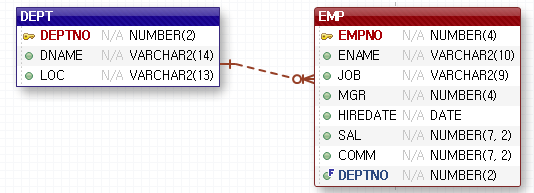 DEPT
DEPTNO N/A NUMBER(2)
DNAME N/A VARCHAR2(14)
LOC N/A VARCHAR2(13)
EMP
EMPNO N/A NUMBER(4)
ENAME N/A VARCHAR2(10)
JOB N/A VARCHAR2(9)
MGR N/A NUMBER(4)
HIREDATE N/A DATE
SAL N/A NUMBER(7, 2)
COMM N/A NUMBER(7, 2)
F DEPTNO N/A NUMBER(2)